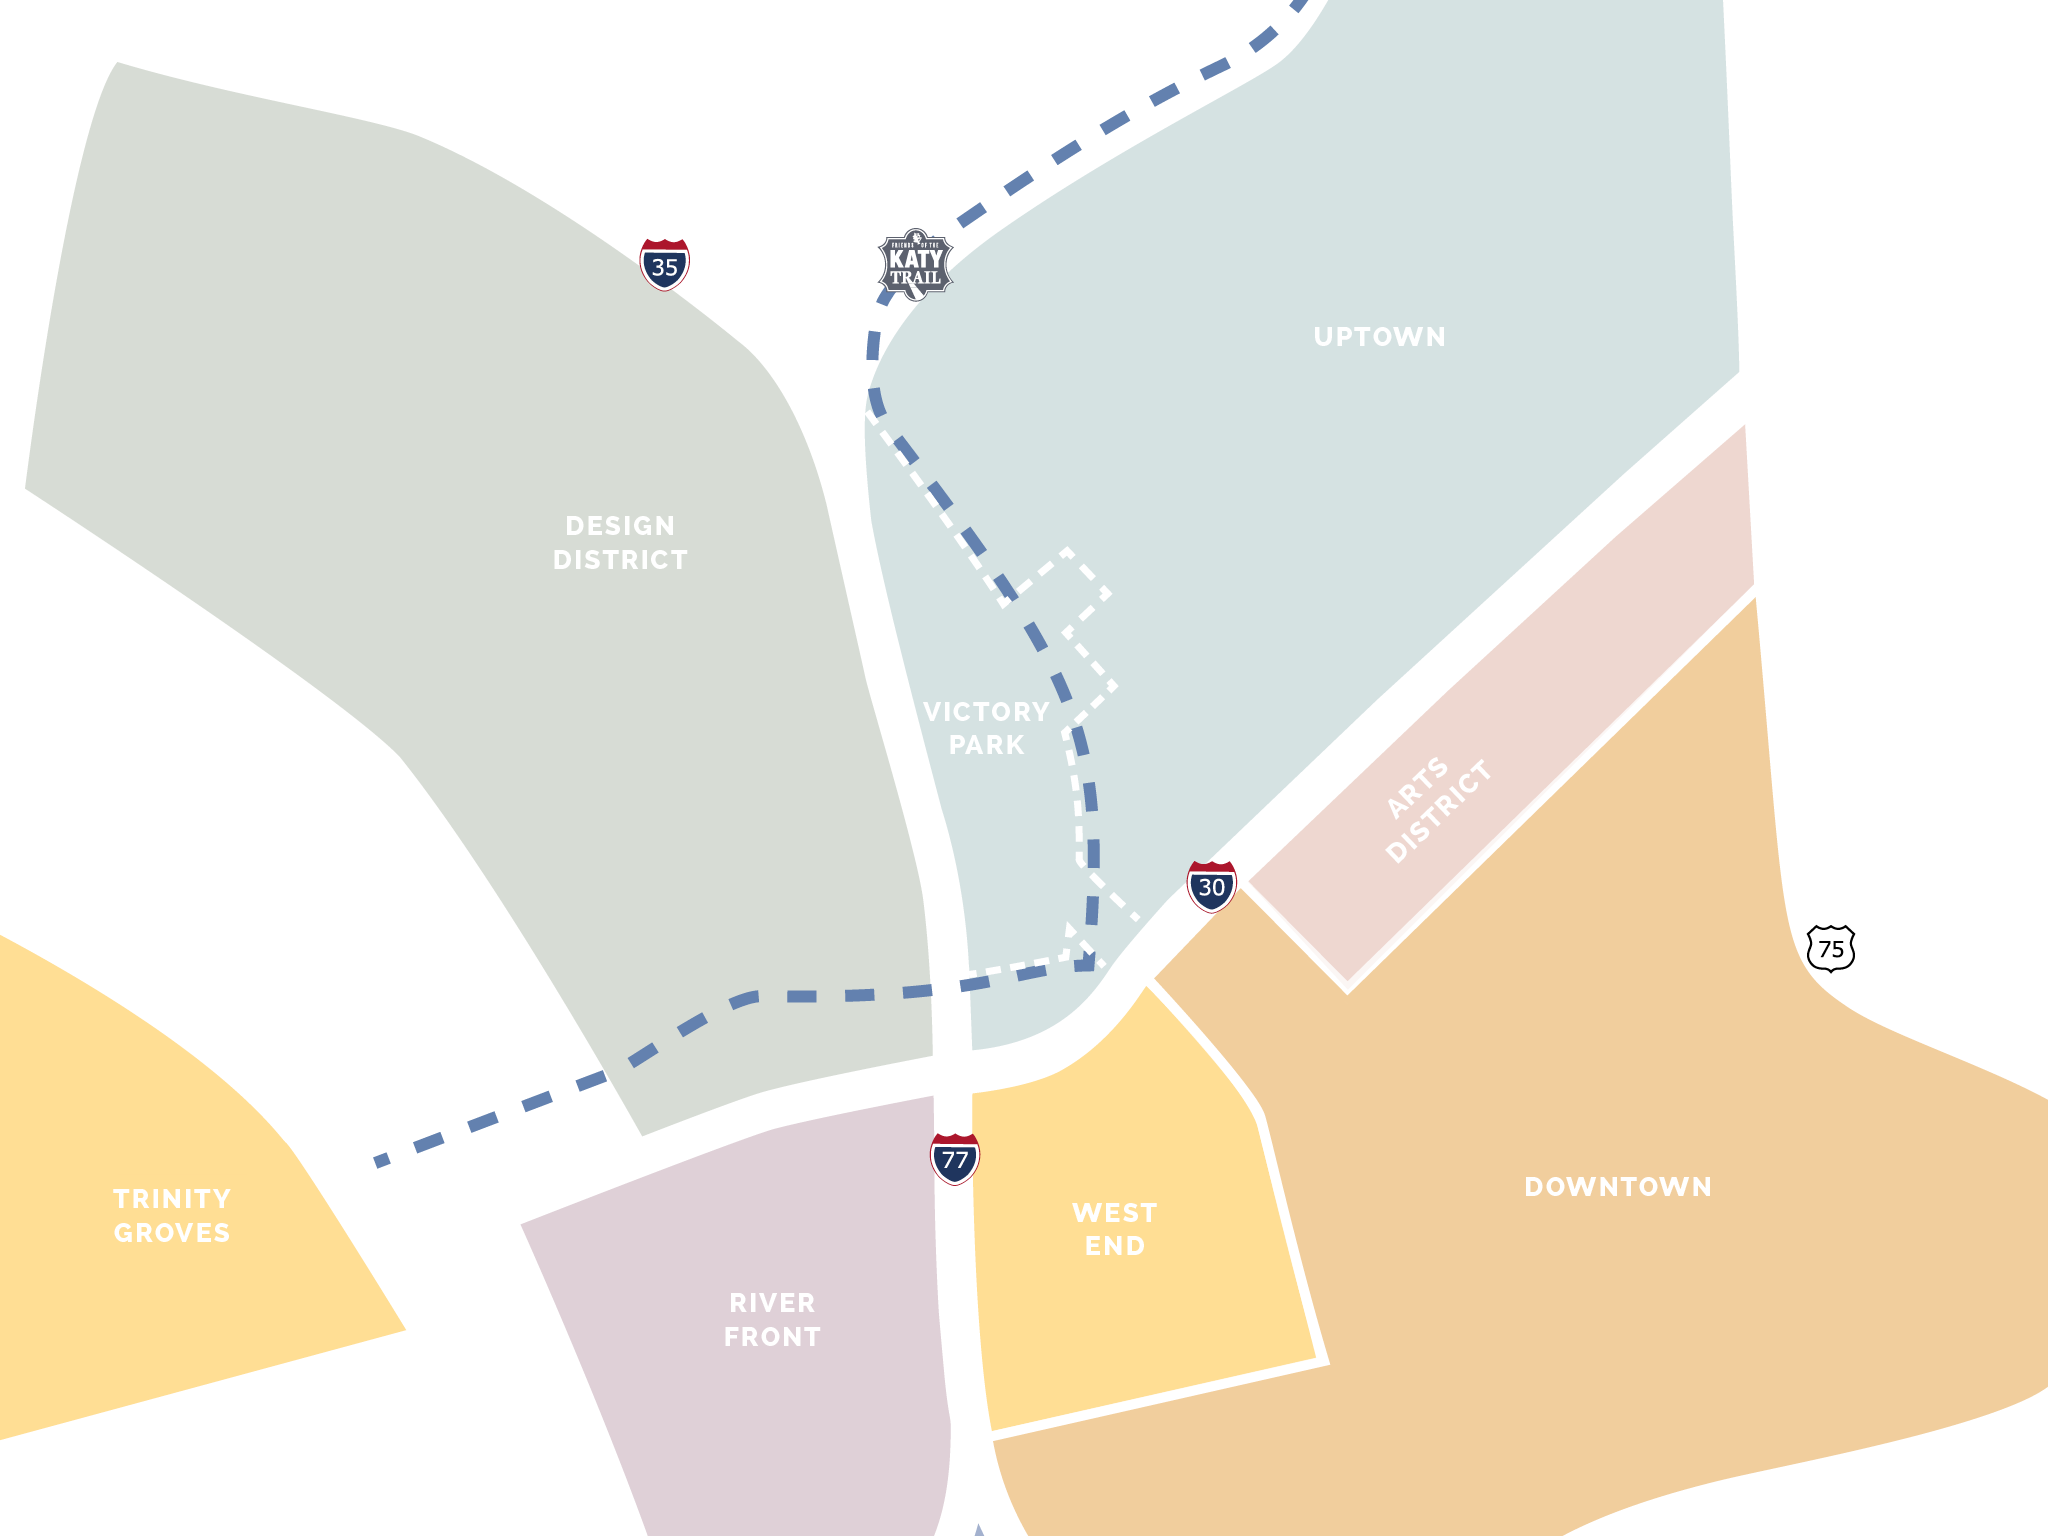 FRIENDS OF THE
KATY
TRAIL
35
UPTOWN
DESIGN
DISTRICT
VICTORY
PARK
ARTS
DISTRICT
30
75
77
TRINITY
GROVES
WEST
END
DOWNTOWN
RIVER
FRONT